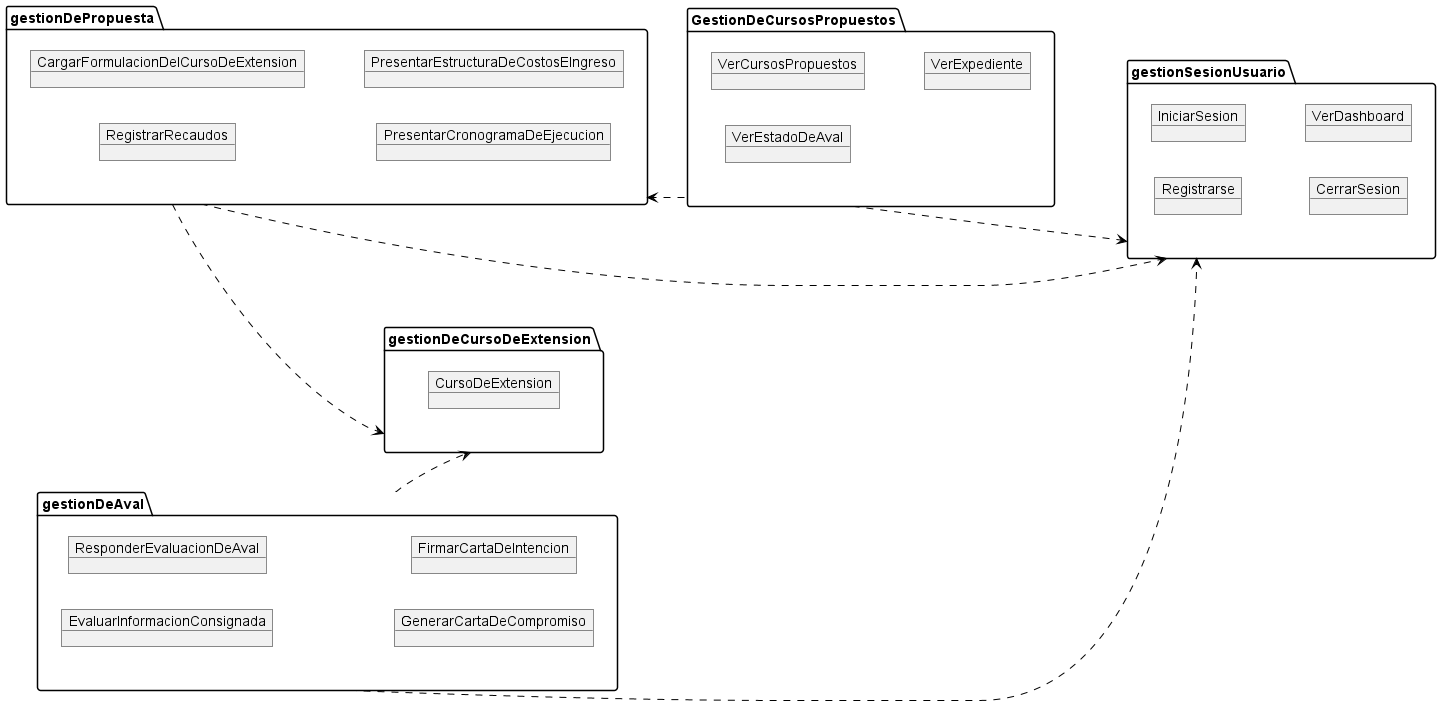 gestionDePropuesta
CargarFormulacionDelCursoDeExtension
PresentarEstructuraDeCostosEIngreso
RegistrarRecaudos
PresentarCronogramaDeEjecucion
GestionDeCursosPropuestos
VerCursosPropuestos
VerExpediente
VerEstadoDeAval
gestionSesionUsuario
IniciarSesion
VerDashboard
Registrarse
CerrarSesion
gestionDeCursoDeExtension
CursoDeExtension
gestionDeAval
ResponderEvaluacionDeAval
FirmarCartaDeIntencion
EvaluarInformacionConsignada
GenerarCartaDeCompromiso